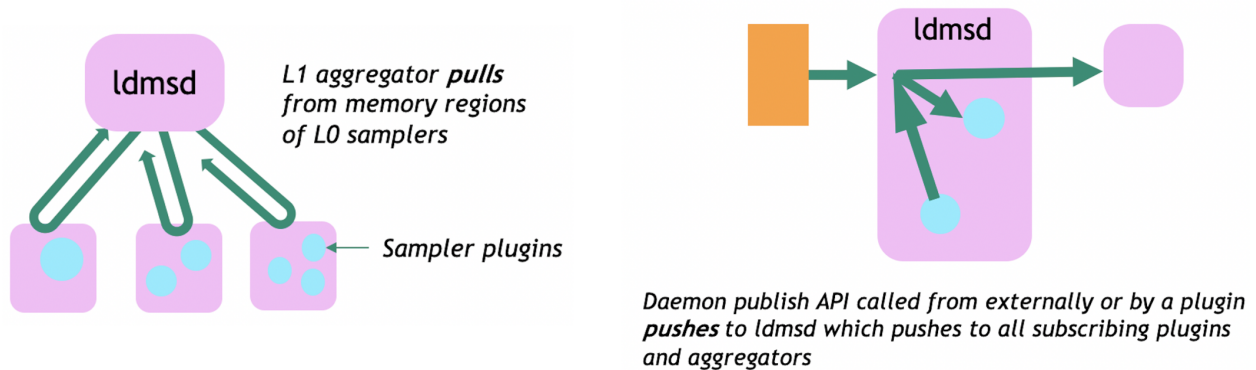 ldmsd
L1 aggregator pulls
from memory regions
of L0 samplers
Sampler plugins
ldmsd
Daemon publish API called from externally or by a plugin
pushes to ldmsd which pushes to all subscribing plugins
and aggregators